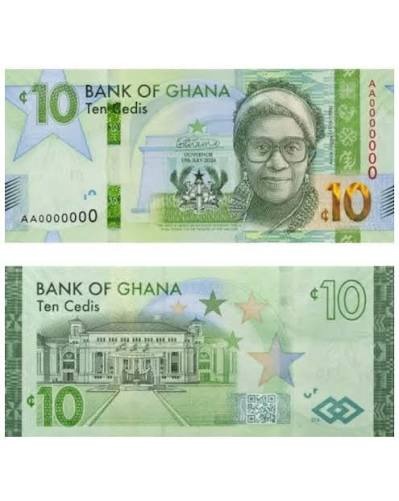 ¢10
BANK OF GHANA
Ten Cedis
AA0000000
GOVERNOR
AA0000000
¢10
BANK OF GHANA
Ten Cedis
¢10
¢10